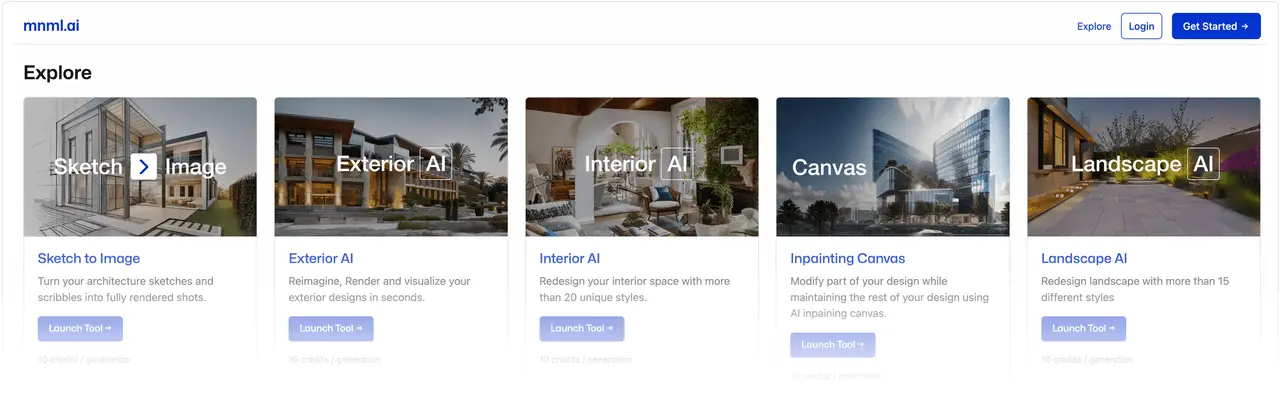 mnml.ai
Explore
Login
Get Started →
Explore
Sketch > Image
Exterior AI
Interior AI
Canvas
Landscape AI
Sketch to Image
Turn your architecture sketches and
scribbles into fully rendered shots.
Launch Tool →
10 credits / generation
Exterior AI
Reimagine, Render and visualize your
exterior designs in seconds.
Launch Tool →
10 credits / generation
Interior AI
Redesign your interior space with more
than 20 unique styles.
Launch Tool →
10 credits / generation
Inpainting Canvas
Modify part of your design while
maintaining the rest of your design using
AI inpaining canvas.
Launch Tool →
10 credits / generation
Landscape AI
Redesign landscape with more than 15
different styles
Launch Tool →
10 credits / generation